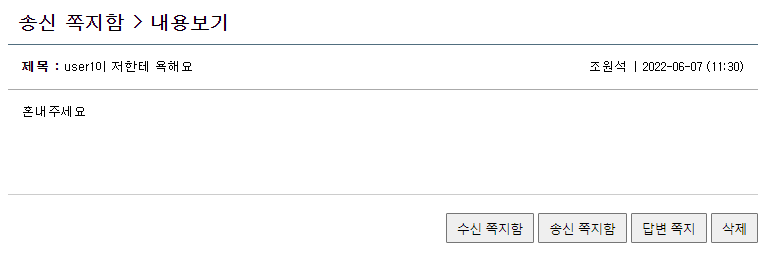 송신 쪽지함 > 내용보기
제목 : user1이 저한테 욕해요 조원석 | 2022-06-07 (11:30)
혼내주세요
수신 쪽지함 송신 쪽지함 답변 쪽지 삭제